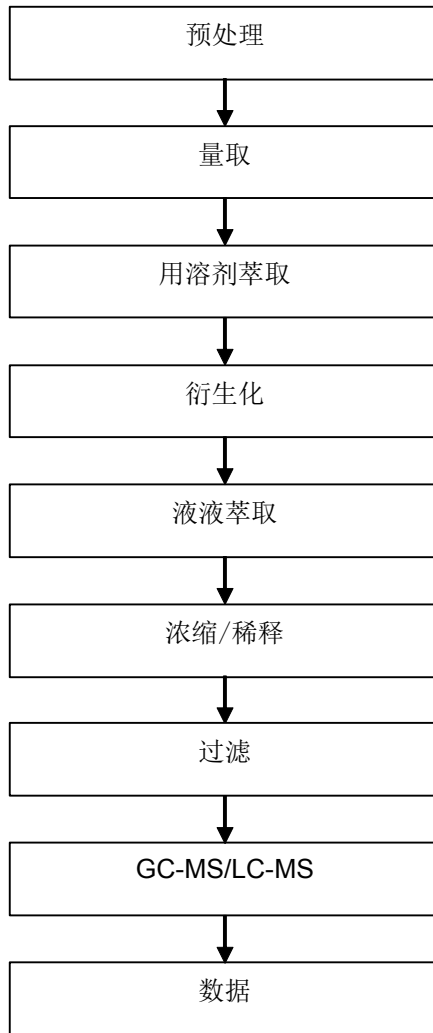 预处理
量取
用溶剂萃取
衍生化
液液萃取
浓缩/稀释
过滤
GC-MS/LC-MS
数据